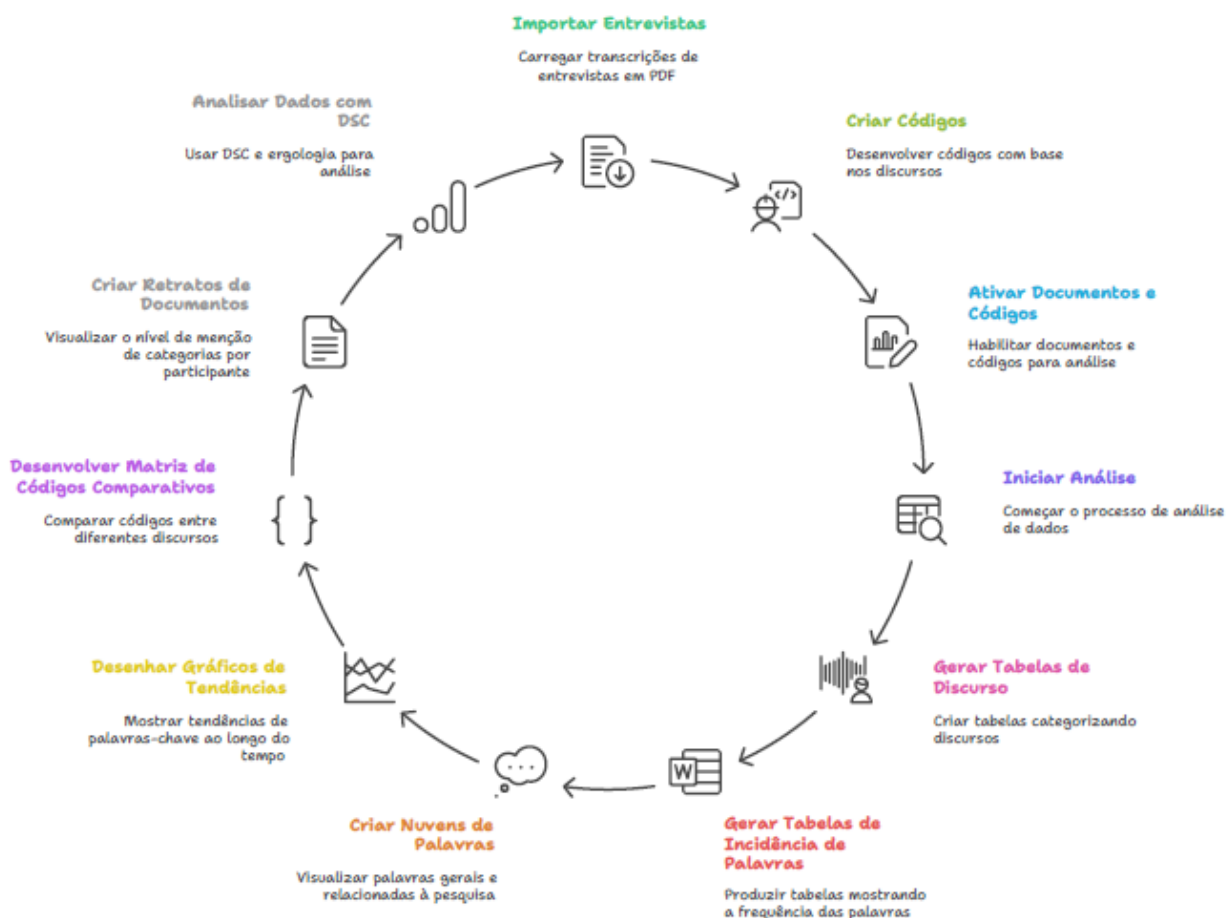 Importar Entrevistas
Carregar transcrições de
entrevistas em PDF
Criar Códigos
Desenvolver códigos com base
nos discursos
</>
Ativar Documentos e
Códigos
Habilitar documentos e
códigos para análise
Iniciar Análise
Começar o processo de análise
de dados
Gerar Tabelas de
Discurso
Criar tabelas categorizando
discursos
W
Gerar Tabelas de
Incidência de
Palavras
Produzir tabelas mostrando
a frequência das palavras
Criar Nuvens de
Palavras
Visualizar palavras gerais e
relacionadas à pesquisa
Desenhar Gráficos de
Tendências
Mostrar tendências de
palavras-chave ao longo do
tempo
Desenvolver Matriz de
Códigos Comparativos
Comparar códigos entre
diferentes discursos
{ }
Criar Retratos de
Documentos
Visualizar o nível de menção
de categorias por
participante
Analisar Dados com
DSC
Usar DSC e ergologia para
análise